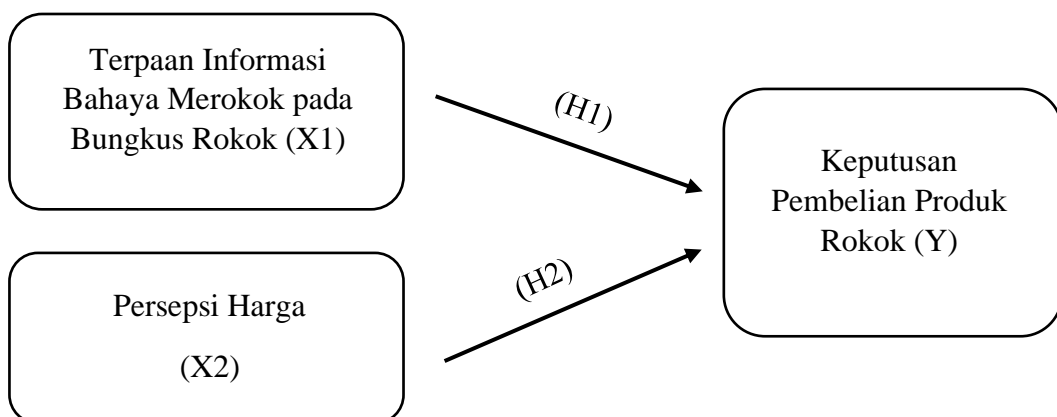 Terpaan Informasi
Bahaya Merokok pada
Bungkus Rokok (X1)
(H1)
Keputusan
Pembelian Produk
Rokok (Y)
Persepsi Harga
(X2)
(H2)